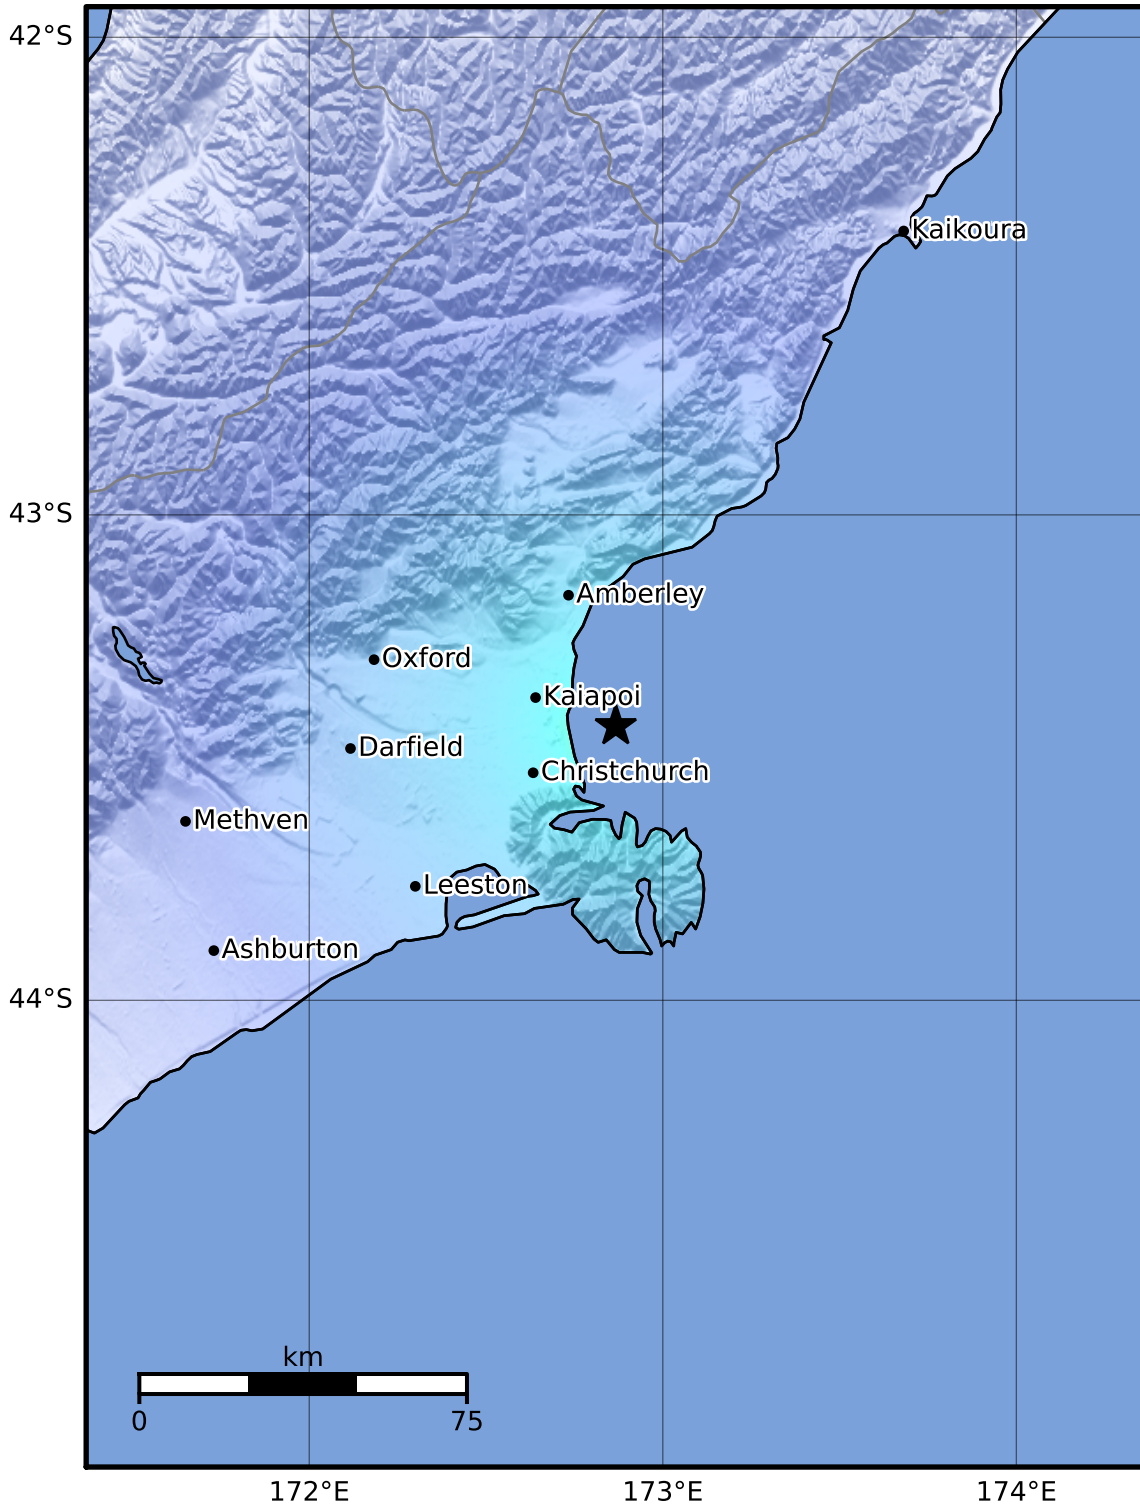 42°S
Kaikoura
43°S
Amberley
Oxford
Kaiapoi
Darfield
Christchurch
Methven
Leeston
Ashburton
44°S
km
0 75
172°E 173°E 174°E